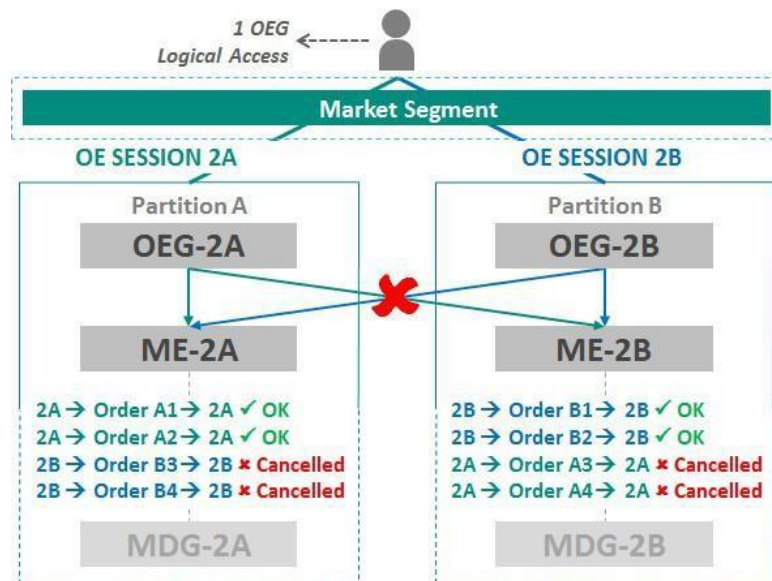 1 OEG
Logical Access
Market Segment
OE SESSION 2A
OE SESSION 2B
Partition A
OEG-2A
ME-2A
2A → Order A1 → 2A ✓ OK
2A → Order A2 → 2A ✓ OK
2B → Order B3 → 2B ✘ Cancelled
2B → Order B4 → 2B ✘ Cancelled
MDG-2A
Partition B
OEG-2B
ME-2B
2B → Order B1 → 2B ✓ OK
2B → Order B2 → 2B ✓ OK
2A → Order A3 → 2A ✘ Cancelled
2A → Order A4 → 2A ✘ Cancelled
MDG-2B